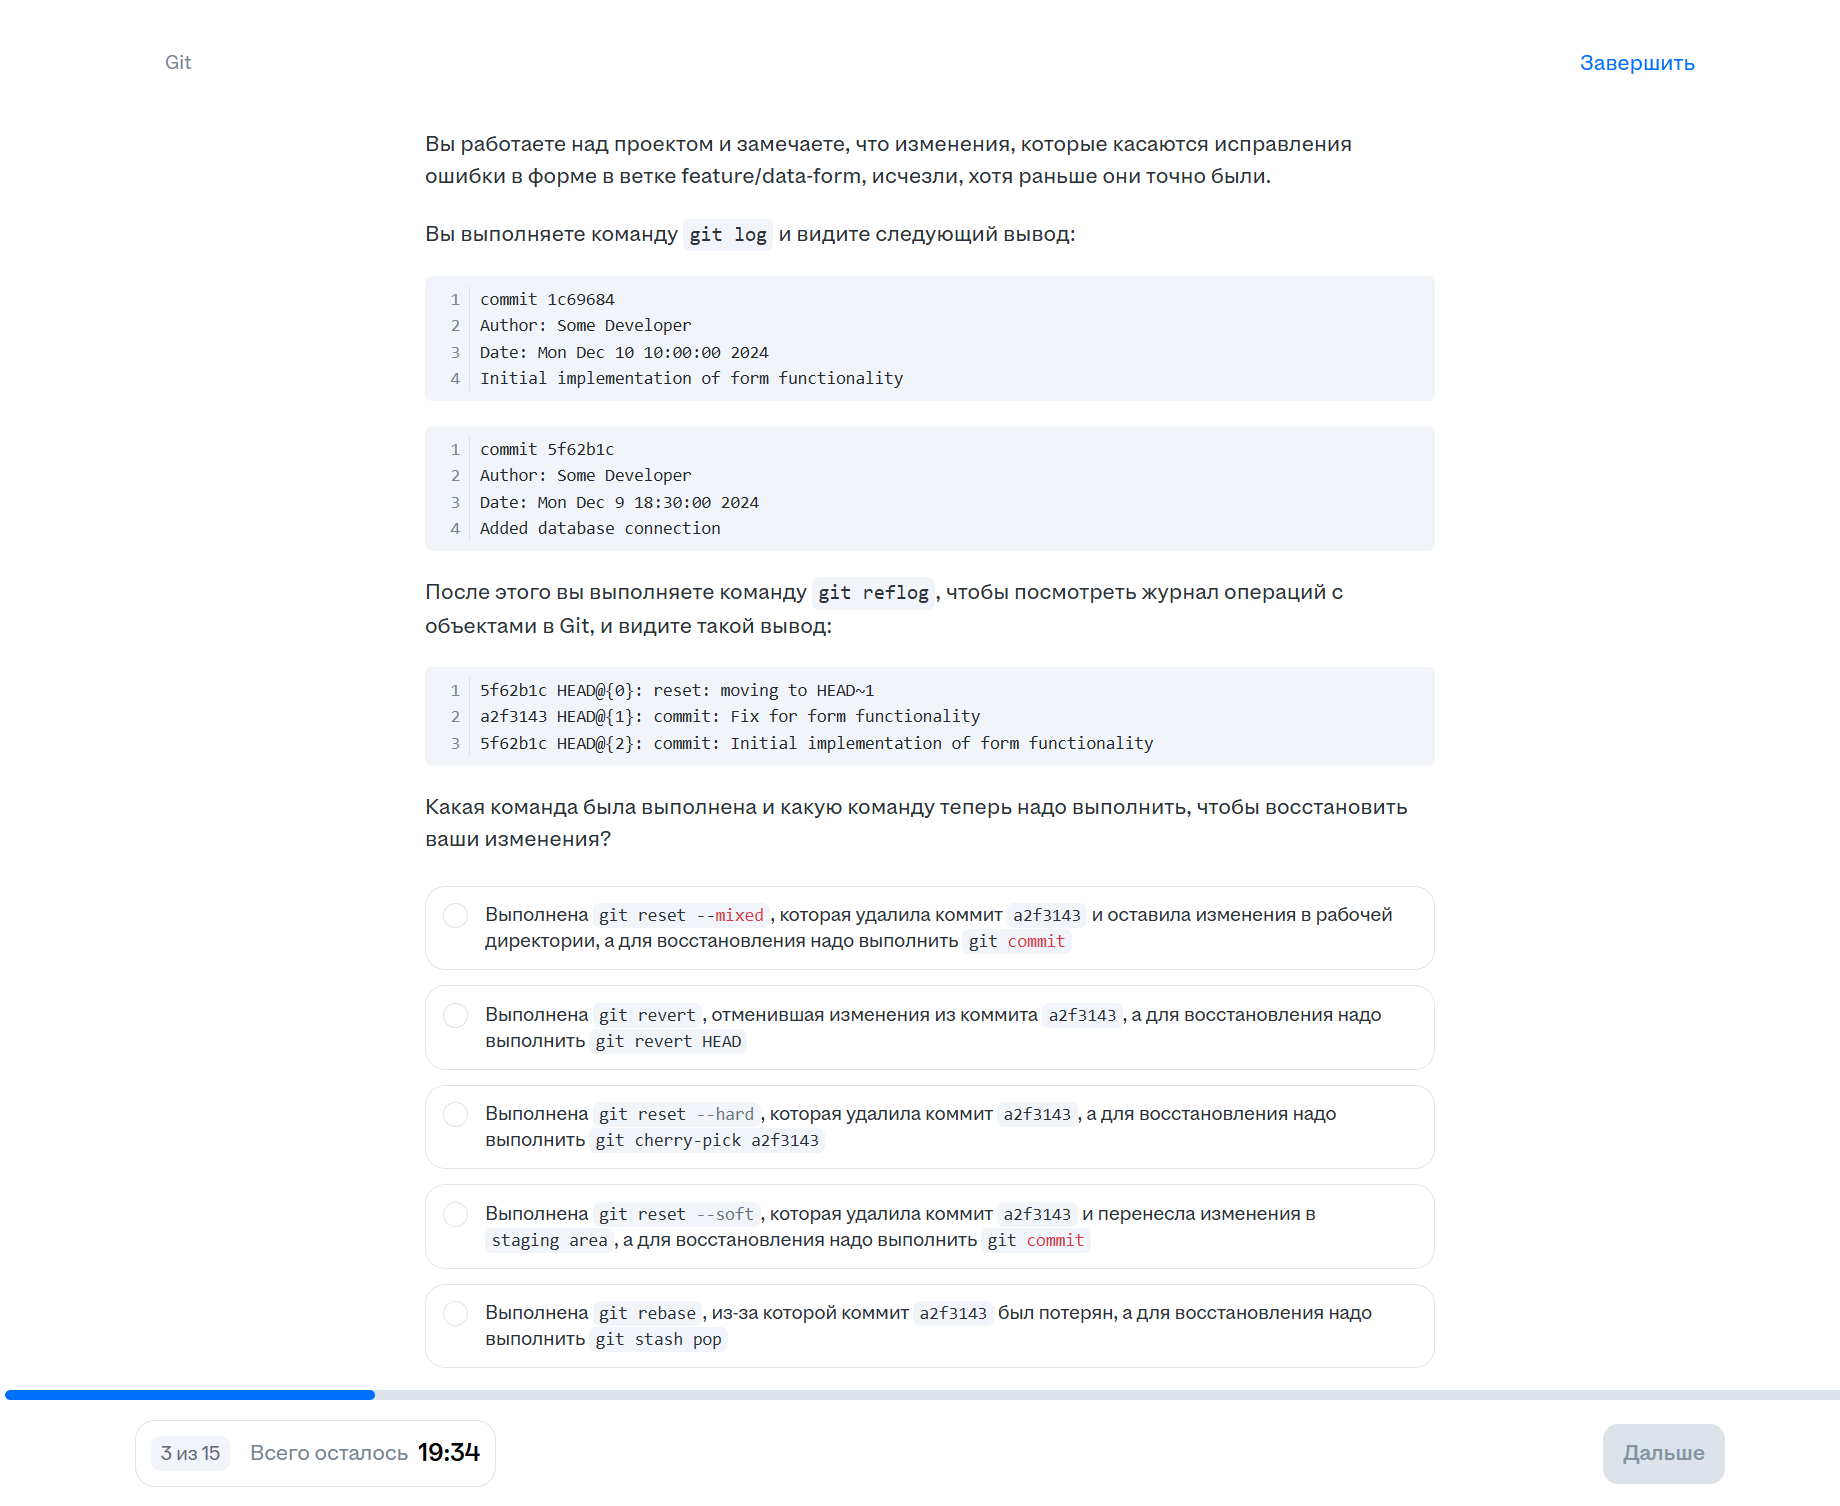 Git
Завершить
Вы работаете над проектом и замечаете, что изменения, которые касаются исправления
ошибки в форме в ветке feature/data-form, исчезли, хотя раньше они точно были.
Вы выполняете команду git log и видите следующий вывод:
1 commit 1c69684
2 Author: Some Developer
3 Date: Mon Dec 10 10:00:00 2024
4 Initial implementation of form functionality
1 commit 5f62b1c
2 Author: Some Developer
3 Date: Mon Dec 9 18:30:00 2024
4 Added database connection
После этого вы выполняете команду git reflog, чтобы посмотреть журнал операций с
объектами в Git, и видите такой вывод:
1 5f62b1c HEAD@{0}: reset: moving to HEAD~1
2 a2f3143 HEAD@{1}: commit: Fix for form functionality
3 5f62b1c HEAD@{2}: commit: Initial implementation of form functionality
Какая команда была выполнена и какую команду теперь надо выполнить, чтобы восстановить
ваши изменения?
Выполнена git reset --mixed, которая удалила коммит a2f3143 и оставила изменения в рабочей
директории, а для восстановления надо выполнить git commit
Выполнена git revert, отменившая изменения из коммита a2f3143, а для восстановления надо
выполнить git revert HEAD
Выполнена git reset --hard, которая удалила коммит a2f3143, а для восстановления надо
выполнить git cherry-pick a2f3143
Выполнена git reset --soft, которая удалила коммит a2f3143 и перенесла изменения в
staging area, а для восстановления надо выполнить git commit
Выполнена git rebase, из-за которой коммит a2f3143 был потерян, а для восстановления надо
выполнить git stash pop
3 из 15
Всего осталось 19:34
Дальше